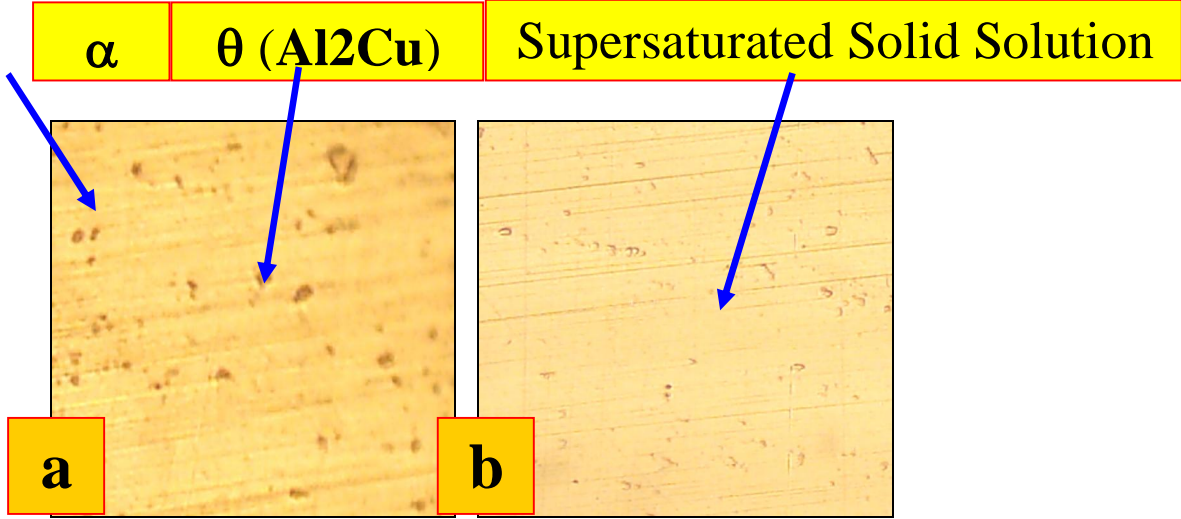 α
θ (Al2Cu)
Supersaturated Solid Solution
a
b